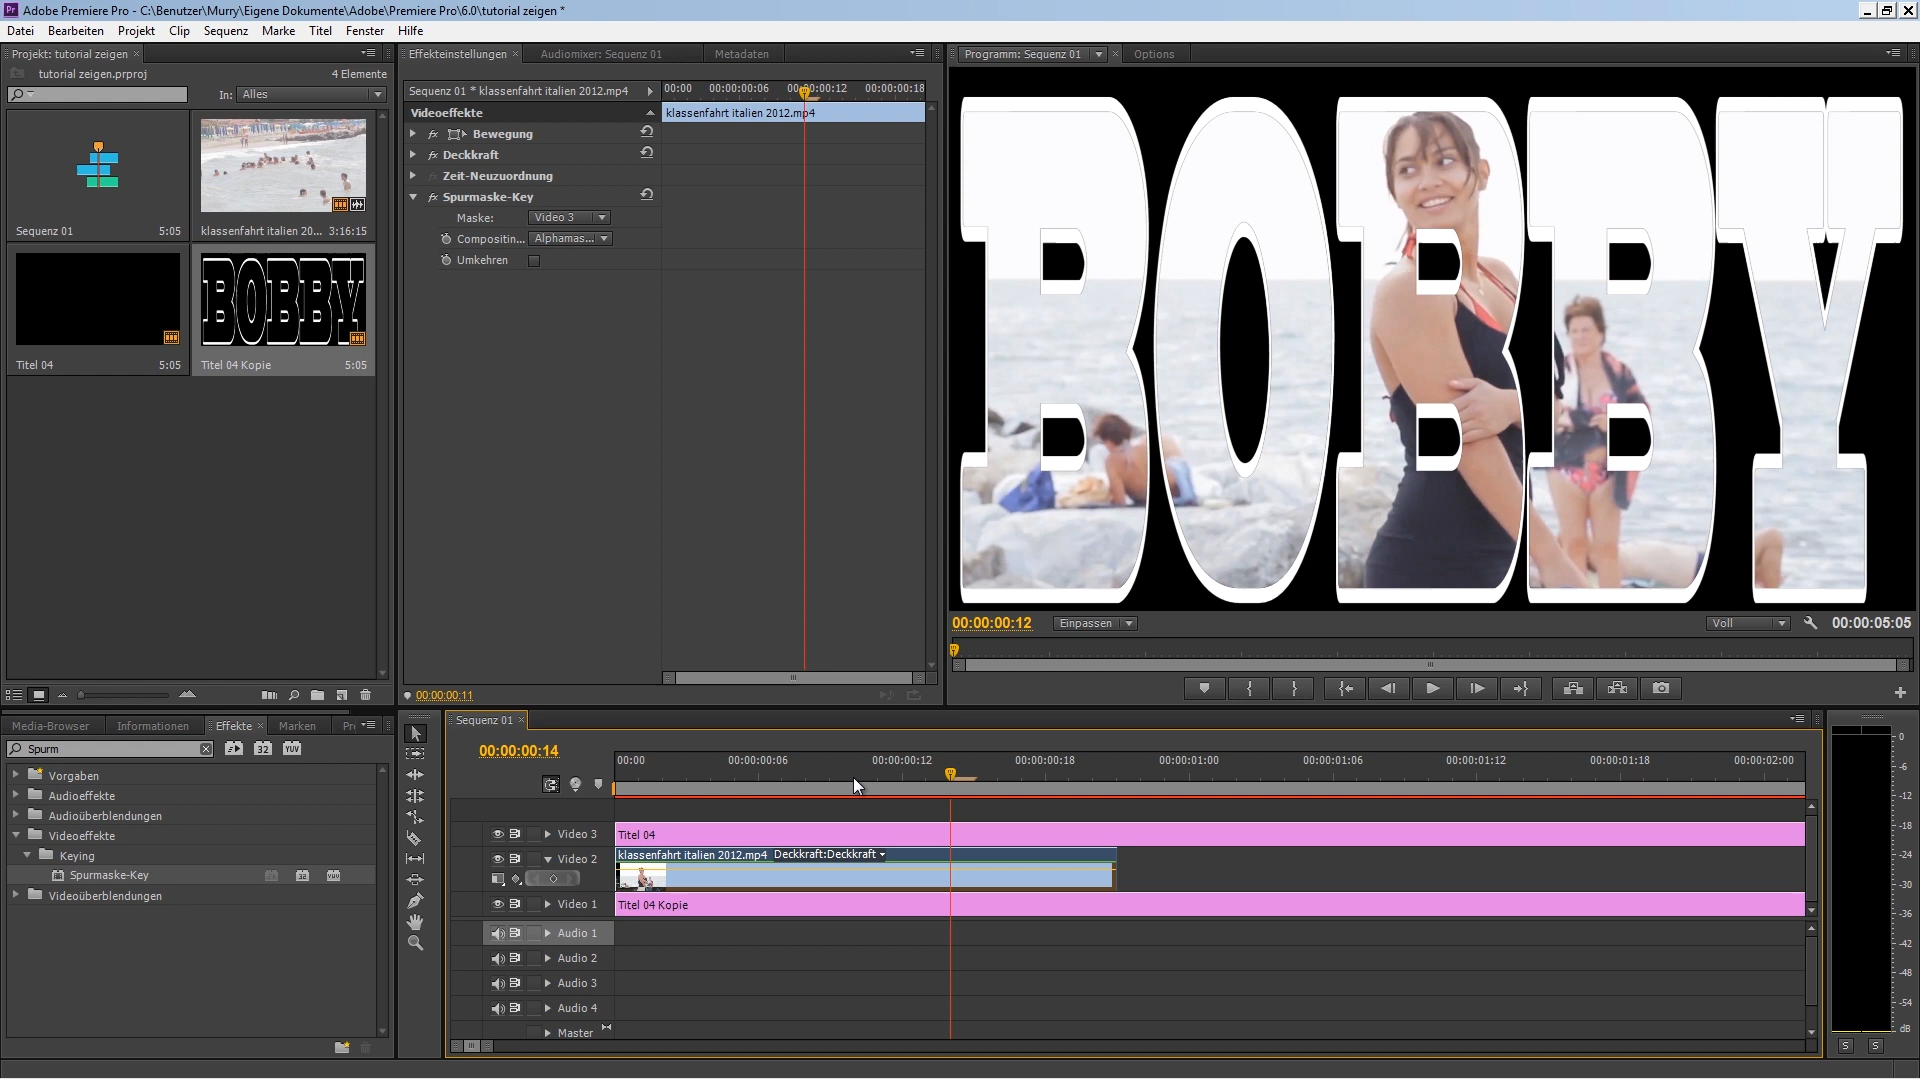 Adobe Premiere Pro - C:\Benutzer\Murry\Eigene Dokumente\Adobe\Premiere Pro\6.0\tutorial zeigen *
Datei Bearbeiten Projekt Clip Sequenz Marke Titel Fenster Hilfe
Projekt: tutorial zeigen
tutorial zeigen.prproj 4 Elemente
In: Alles
Sequenz 01 5:05
klassenfahrt italien 20... 3:16:15
BOBBY
Titel 04 5:05
Titel 04 Kopie 5:05
Effekteinstellungen Audiomixer: Sequenz 01 Metadaten
Sequenz 01 * klassenfahrt italien 2012.mp4
00:00 00:00:00:06 00:00:00:12 00:00:00:18
Videoeffekte
klassenfahrt italien 2012.mp4
fx Bewegung
fx Deckkraft
fx Zeit-Neuzuordnung
fx Spurmaske-Key
Maske: Video 3
Compositin... Alphamas...
Umkehren
00:00:00:11
Programm: Sequenz 01 Options
BOBBY
00:00:00:12 Einpassen Voll 00:00:05:05
Media-Browser Informationen Effekte Marken Pr
Spurm
32 YUV
Vorgaben
Audioeffekte
Audioüberblendungen
Videoeffekte
Keying
Spurmaske-Key 32 YUV
Videoüberblendungen
Sequenz 01
00:00:00:14
00:00 00:00:00:06 00:00:00:12 00:00:00:18 00:00:01:00 00:00:01:06 00:00:01:12 00:00:01:18 00:00:02:00
Video 3 Titel 04
Video 2 klassenfahrt italien 2012.mp4 Deckkraft:Deckkraft
Video 1 Titel 04 Kopie
Audio 1
Audio 2
Audio 3
Audio 4
Master
0
-6
-12
-18
-24
-30
-36
-42
-48
-54
dB
S S